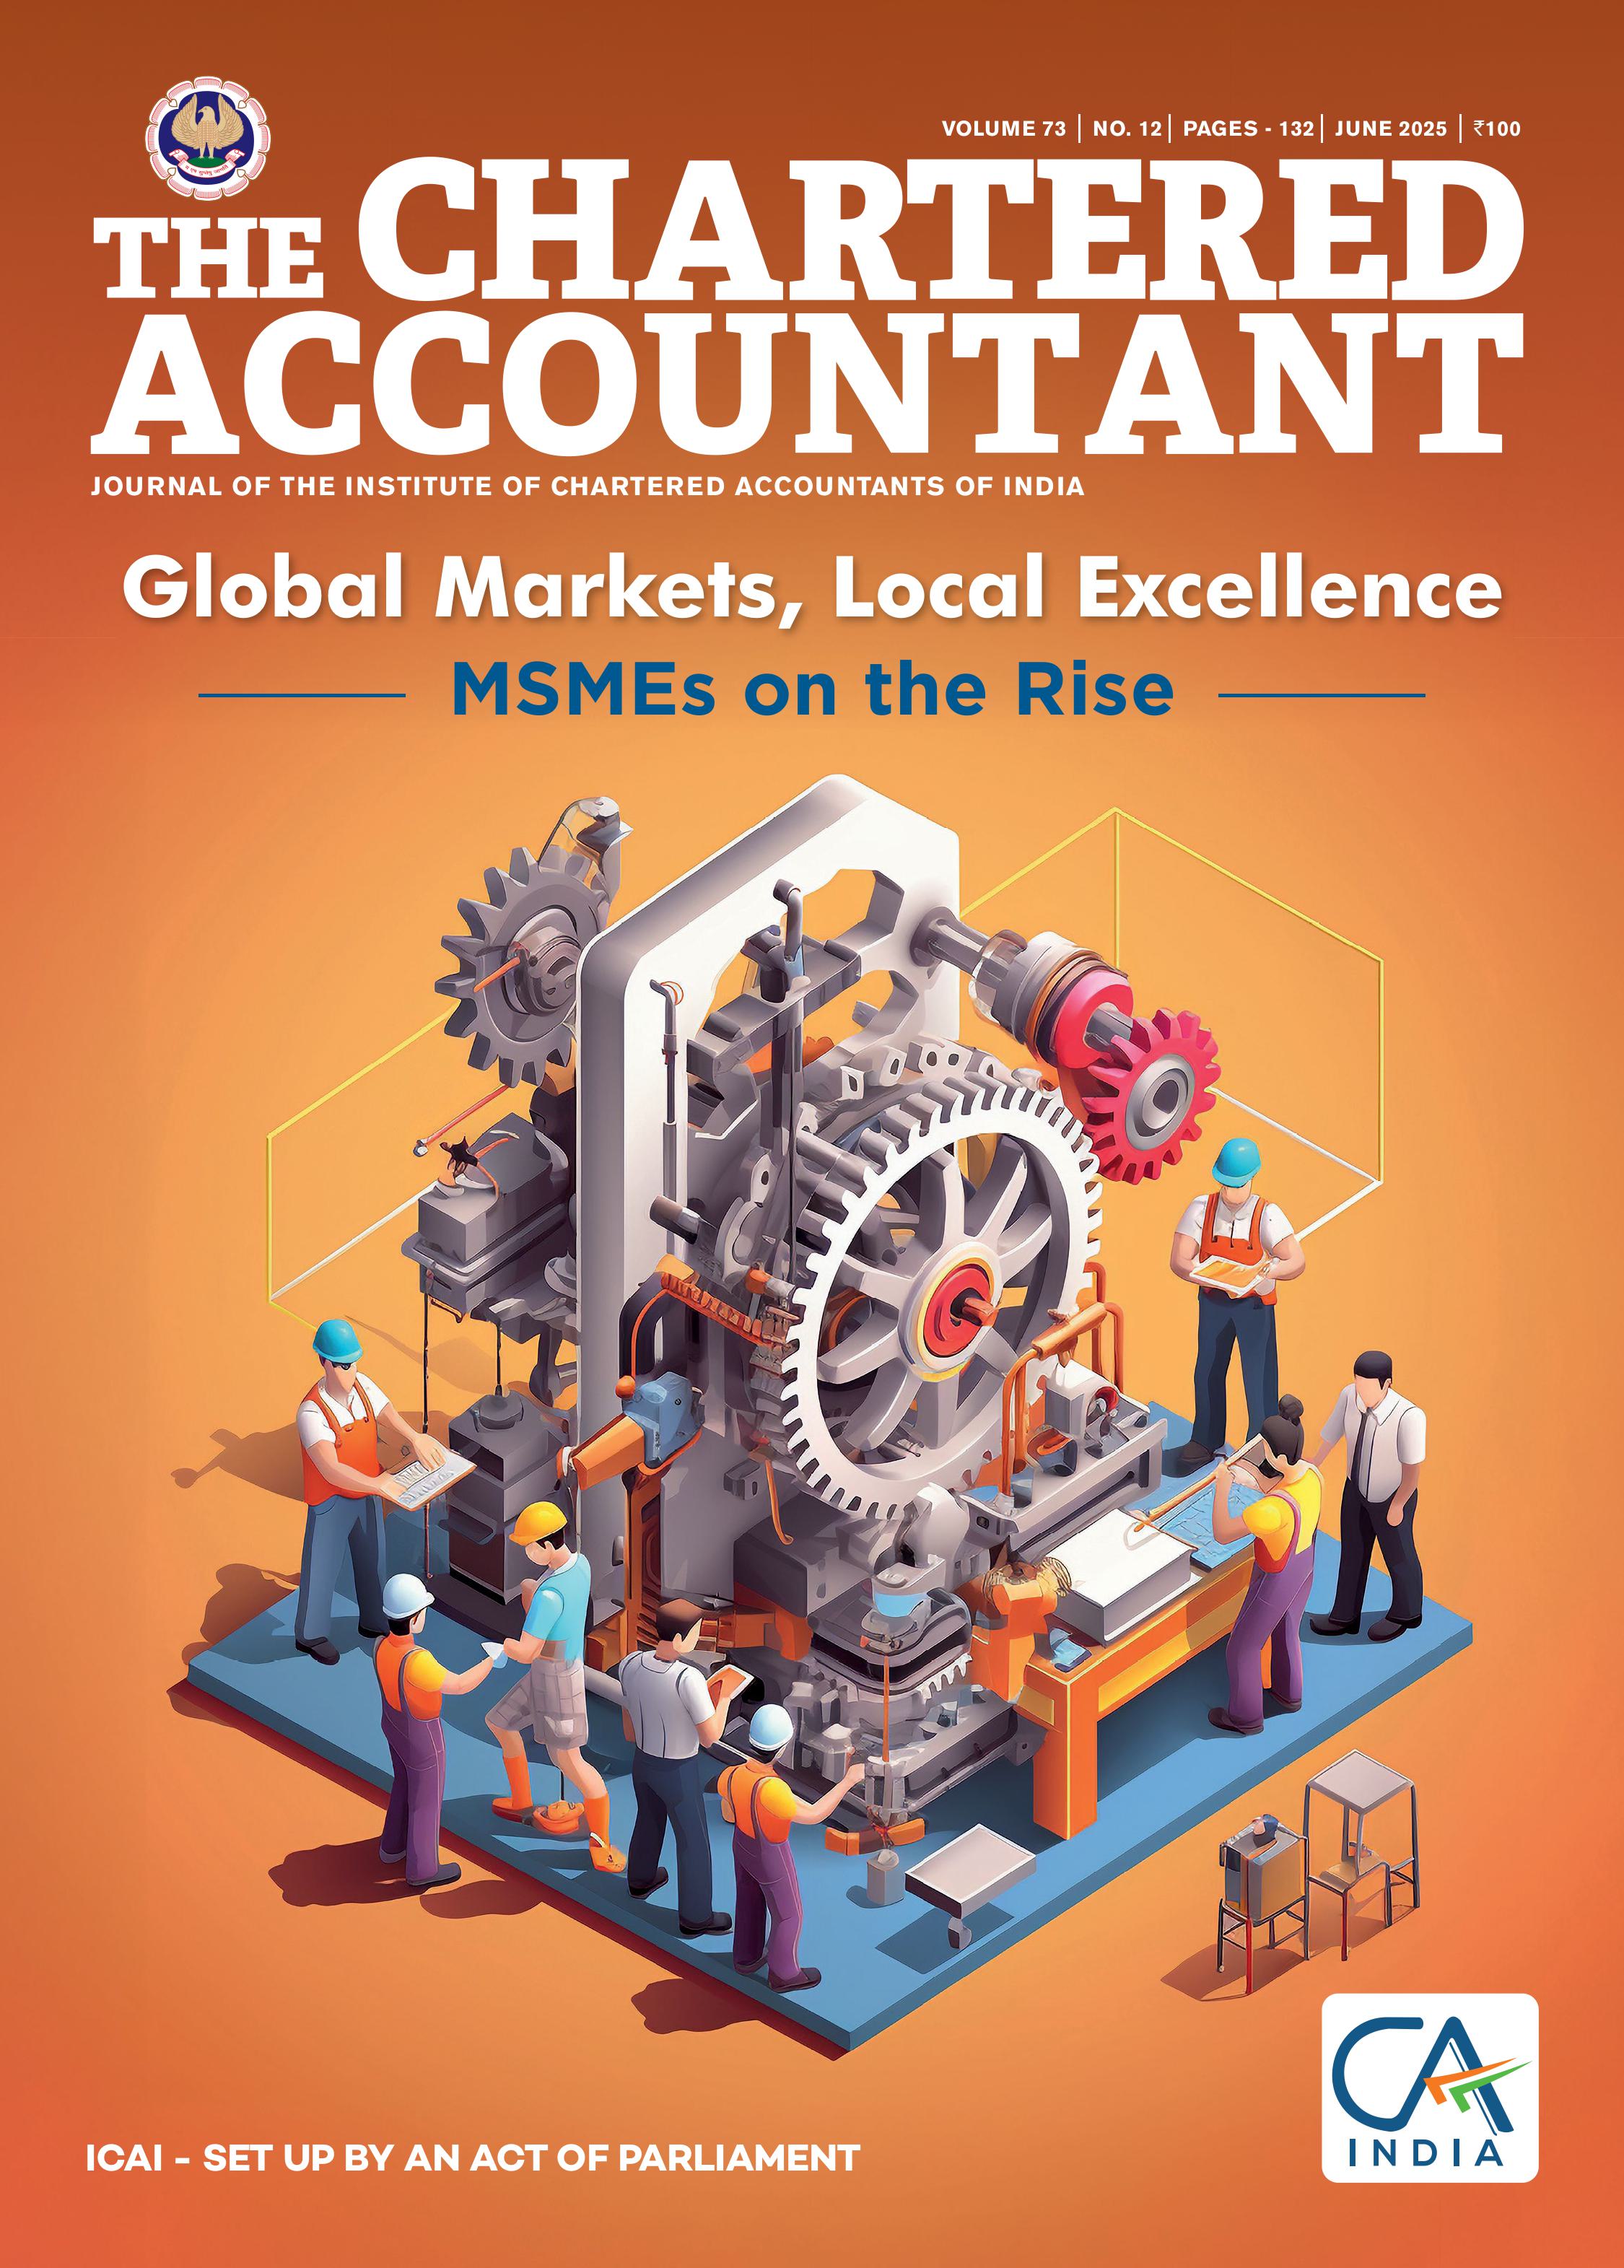 VOLUME 73 | NO. 12 | PAGES - 132 | JUNE 2025 | ₹100
THE CHARTERED
ACCOUNTANT
JOURNAL OF THE INSTITUTE OF CHARTERED ACCOUNTANTS OF INDIA
Global Markets, Local Excellence
MSMEs on the Rise
CA
INDIA
ICAI - SET UP BY AN ACT OF PARLIAMENT